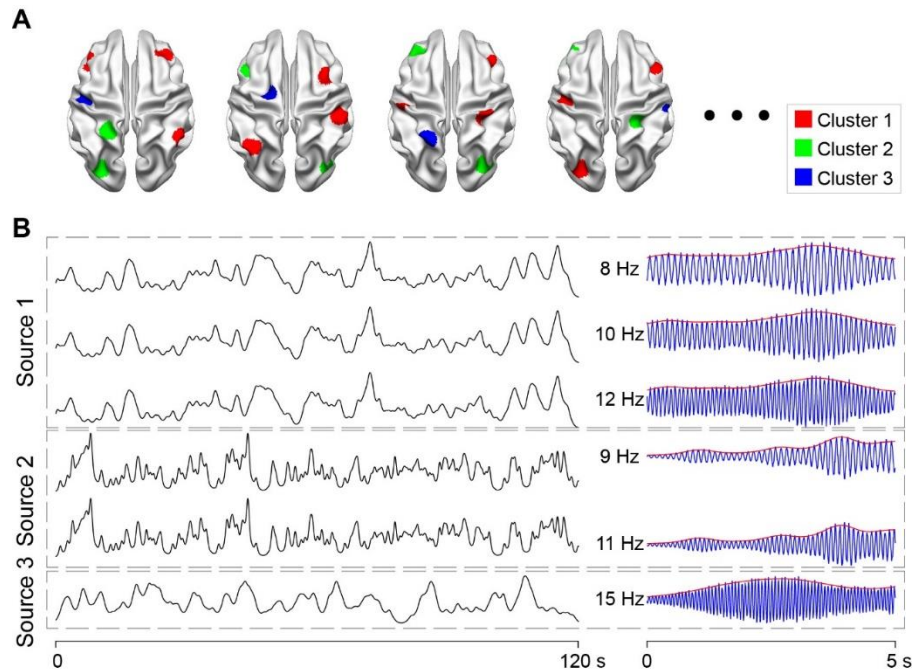 A
Cluster 1
Cluster 2
Cluster 3
B
Source 1
8 Hz
10 Hz
12 Hz
Source 2
9 Hz
11 Hz
Source 3
15 Hz
0
120 s
0
5 s